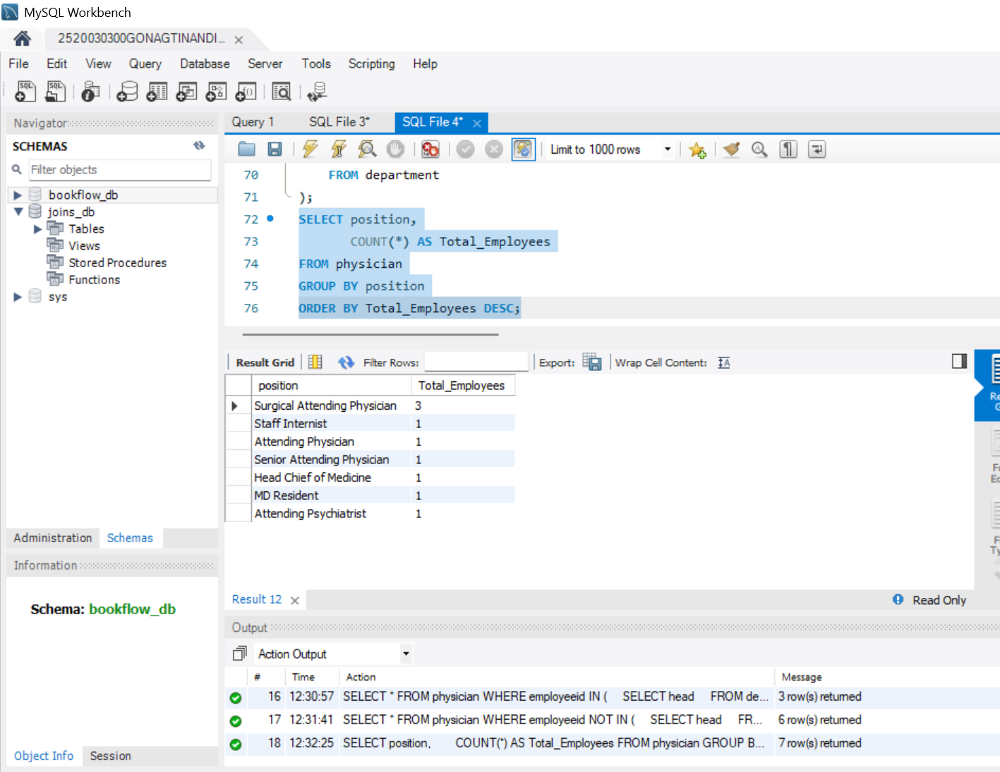 MySQL Workbench
2520030300GONAGTINANDI...
File Edit View Query Database Server Tools Scripting Help
Navigator
SCHEMAS
Filter objects
bookflow_db
joins_db
Tables
Views
Stored Procedures
Functions
sys
Administration Schemas
Information
Schema: bookflow_db
Object Info Session
Query 1 SQL File 3* SQL File 4*
Limit to 1000 rows
70 FROM department
71 );
72 SELECT position,
73 COUNT(*) AS Total_Employees
74 FROM physician
75 GROUP BY position
76 ORDER BY Total_Employees DESC;
Result Grid Filter Rows: Export: Wrap Cell Content:
position Total_Employees
Surgical Attending Physician 3
Staff Internist 1
Attending Physician 1
Senior Attending Physician 1
Head Chief of Medicine 1
MD Resident 1
Attending Psychiatrist 1
Result 12 Read Only
Output
Action Output
# Time Action Message
16 12:30:57 SELECT * FROM physician WHERE employeeid IN ( SELECT head FROM de... 3 row(s) returned
17 12:31:41 SELECT * FROM physician WHERE employeeid NOT IN ( SELECT head FR... 6 row(s) returned
18 12:32:25 SELECT position, COUNT(*) AS Total_Employees FROM physician GROUP B... 7 row(s) returned